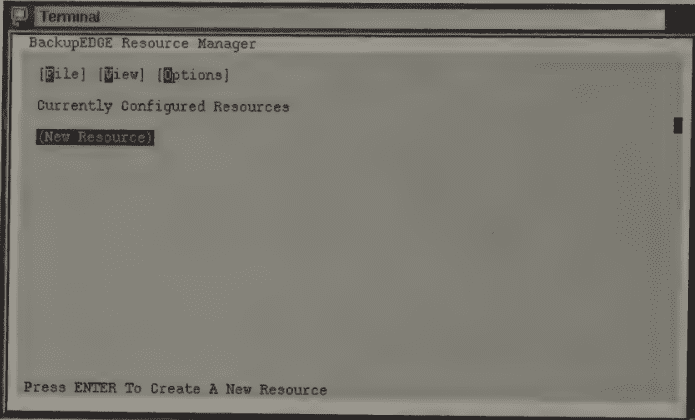 Terminal
BackupEDGE Resource Manager
[File] [View] [Options]
Currently Configured Resources
(New Resource)
Press ENTER To Create A New Resource